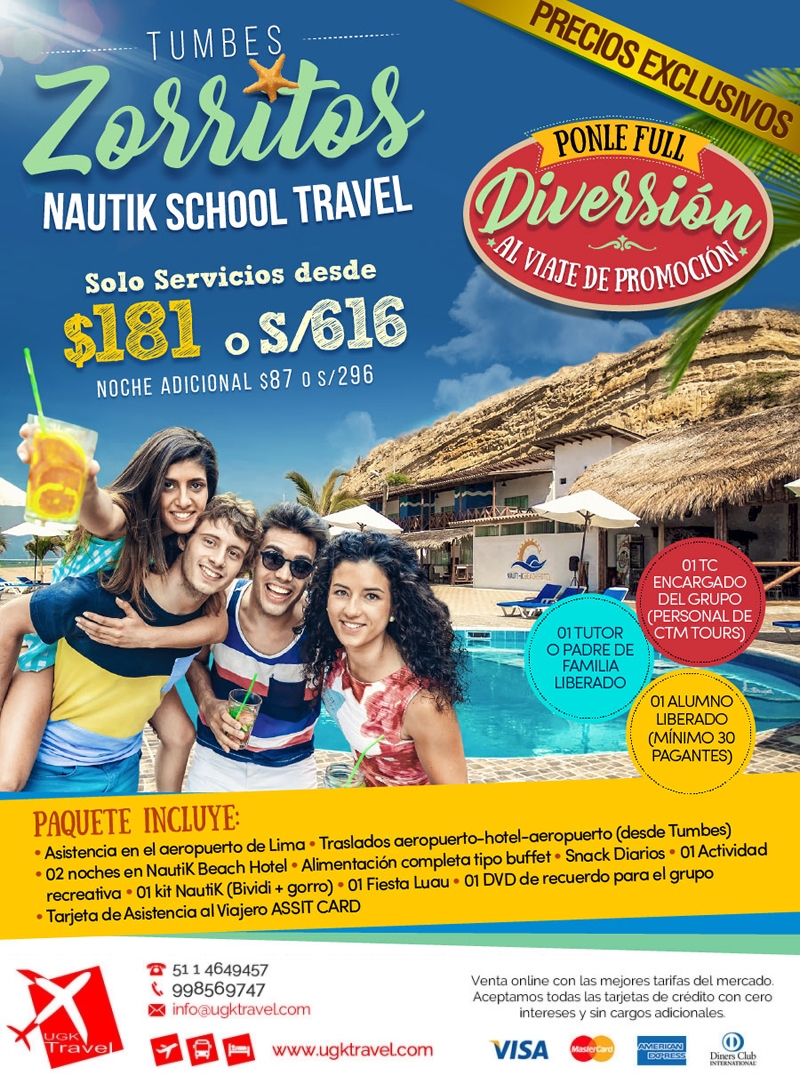 TUMBES
Zorritos
NAUTIK SCHOOL TRAVEL
PRECIOS EXCLUSIVOS
PONLE FULL
Diversión
AL VIAJE DE PROMOCIÓN
Solo Servicios desde
$181 o S/616
NOCHE ADICIONAL $87 O S/296
NAUTIK BEACH HOTEL
01 TC
ENCARGADO
DEL GRUPO
(PERSONAL DE
CTM TOURS)
01 TUTOR
O PADRE DE
FAMILIA
LIBERADO
01 ALUMNO
LIBERADO
(MÍNIMO 30
PAGANTES)
PAQUETE INCLUYE:
• Asistencia en el aeropuerto de Lima • Traslados aeropuerto-hotel-aeropuerto (desde Tumbes)
• 02 noches en NautiK Beach Hotel • Alimentación completa tipo buffet • Snack Diarios • 01 Actividad
recreativa • 01 kit NautiK (Bividi + gorro) • 01 Fiesta Luau • 01 DVD de recuerdo para el grupo
• Tarjeta de Asistencia al Viajero ASSIT CARD
UGK
Travel
51 1 4649457
998569747
info@ugktravel.com
www.ugktravel.com
Venta online con las mejores tarifas del mercado.
Aceptamos todas las tarjetas de crédito con cero
intereses y sin cargos adicionales.
VISA
MasterCard
AMERICAN EXPRESS
Diners Club
INTERNATIONAL